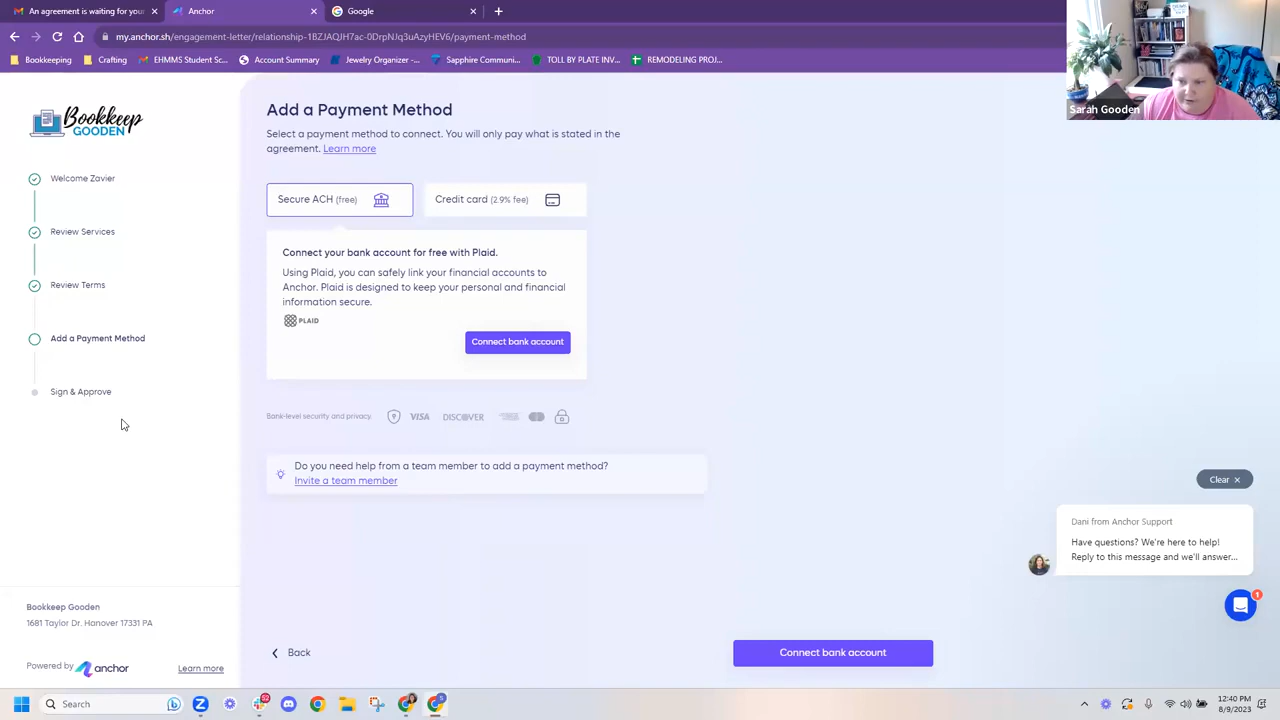 An agreement is waiting for your
Anchor
Google
my.anchor.sh/engagement-letter/relationship-1BZJAQJH7ac-0DrpNJq3uAzyHEV6/payment-method
Bookkeeping
Crafting
EHMMS Student Sc...
Account Summary
Jewelry Organizer -...
Sapphire Communi...
TOLL BY PLATE INV...
REMODELING PROJ...
Sarah Gooden
Bookkeep
GOODEN
Welcome Zavier
Review Services
Review Terms
Add a Payment Method
Sign & Approve
Add a Payment Method
Select a payment method to connect. You will only pay what is stated in the
agreement. Learn more
Secure ACH (free)
Credit card (2.9% fee)
Connect your bank account for free with Plaid.
Using Plaid, you can safely link your financial accounts to
Anchor. Plaid is designed to keep your personal and financial
information secure.
PLAID
Connect bank account
Bank-level security and privacy.
VISA
DISCOVER
Do you need help from a team member to add a payment method?
Invite a team member
Clear
Dani from Anchor Support
Have questions? We're here to help!
Reply to this message and we'll answer...
1
Bookkeep Gooden
1681 Taylor Dr. Hanover 17331 PA
Powered by anchor
Learn more
Back
Connect bank account
Search
12:40 PM
8/9/2023